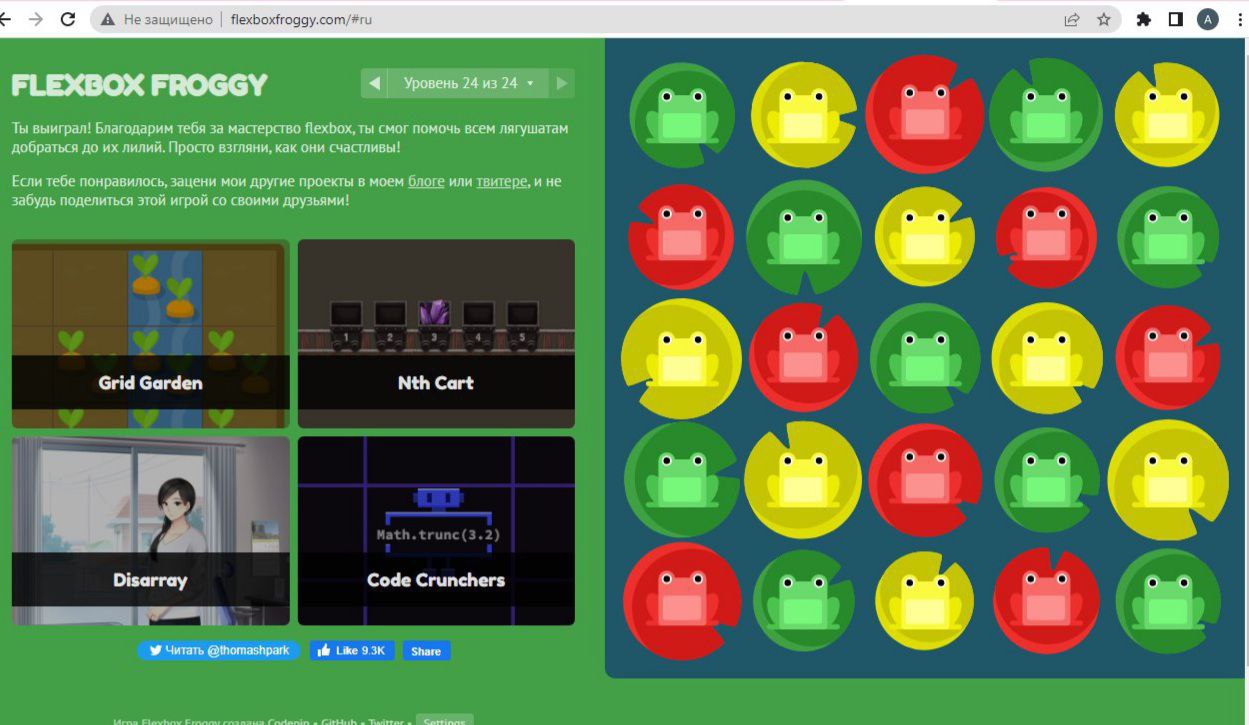 Не защищено | flexboxfroggy.com/#ru
A
FLEXBOX FROGGY
Уровень 24 из 24
Ты выиграл! Благодарим тебя за мастерство flexbox, ты смог помочь всем лягушатам
добраться до их лилий. Просто взгляни, как они счастливы!
Если тебе понравилось, зацени мои другие проекты в моем блоге или твитере, и не
забудь поделиться этой игрой со своими друзьями!
1 2 3 4 5
Grid Garden
Nth Cart
Math.trunc(3.2)
Disarray
Code Crunchers
Читать @thomashpark
Like 9.3K
Share
Игра Flexbox Froggy создана Codepip • GitHub • Twitter • Settings